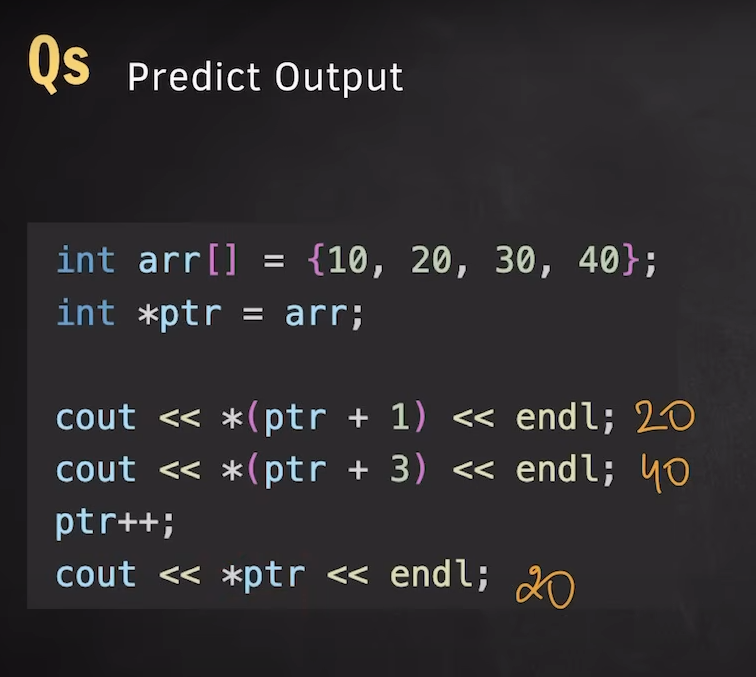 Qs Predict Output
int arr[] = {10, 20, 30, 40};
int *ptr = arr;
cout << *(ptr + 1) << endl; 20
cout << *(ptr + 3) << endl; 40
ptr++;
cout << *ptr << endl; 20